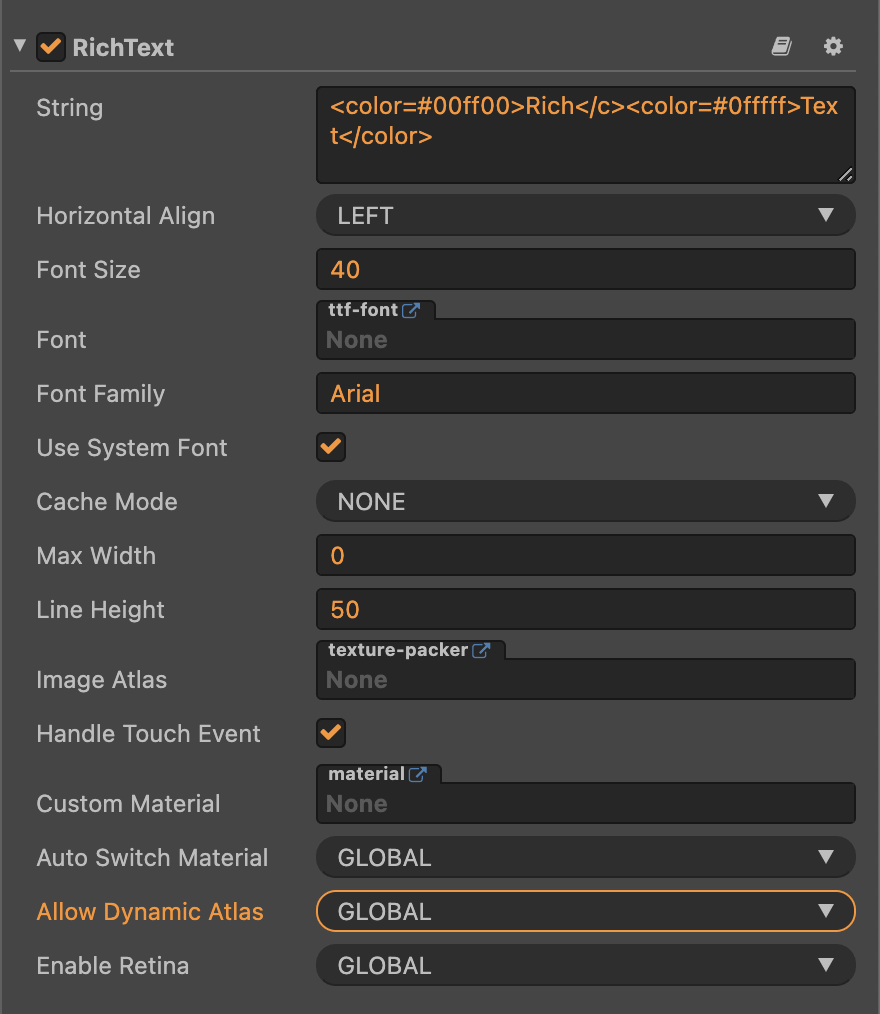 RichText
String
<color=#00ff00>Rich</c><color=#0fffff>Tex
t</color>
Horizontal Align
LEFT
Font Size
40
ttf-font
Font
None
Font Family
Arial
Use System Font
Cache Mode
NONE
Max Width
0
Line Height
50
texture-packer
Image Atlas
None
Handle Touch Event
material
Custom Material
None
Auto Switch Material
GLOBAL
Allow Dynamic Atlas
GLOBAL
Enable Retina
GLOBAL